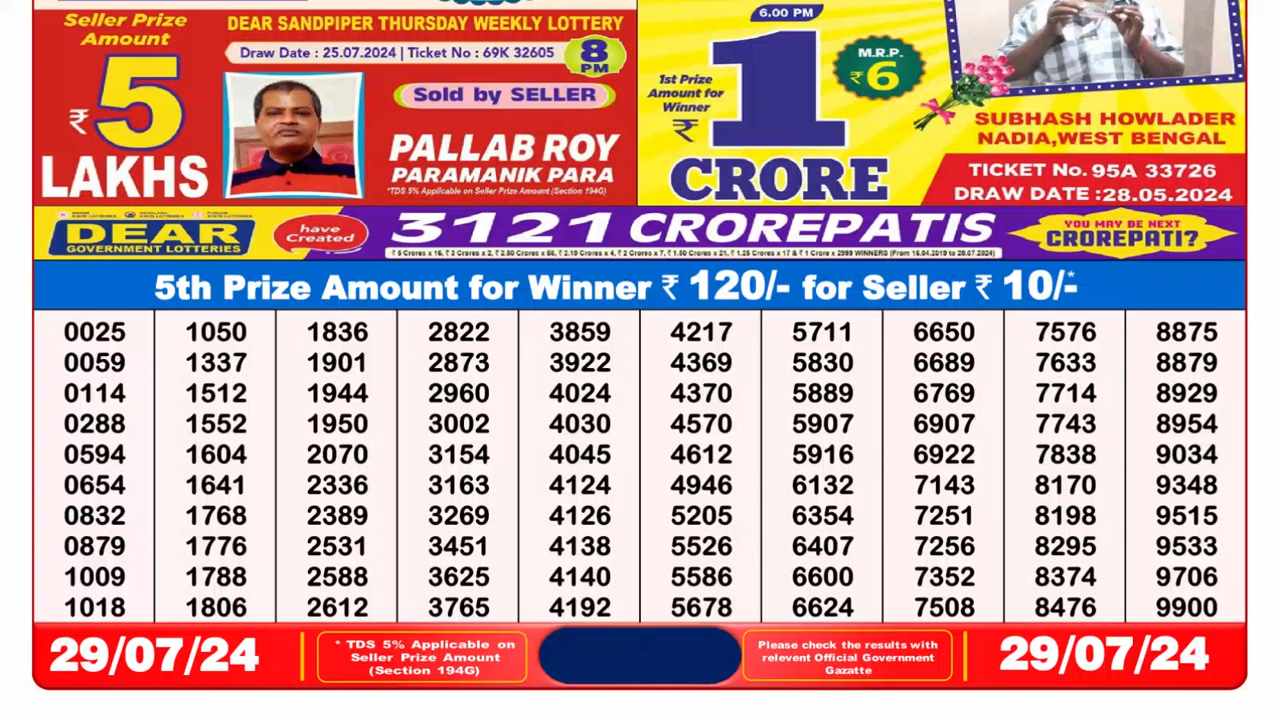 Seller Prize
Amount
₹ 5
LAKHS
DEAR SANDPIPER THURSDAY WEEKLY LOTTERY
Draw Date : 25.07.2024 | Ticket No : 69K 32605
8
PM
Sold by SELLER
PALLAB ROY
PARAMANIK PARA
*TDS 5% Applicable on Seller Prize Amount (Section 194G)
6.00 PM
1st Prize
Amount for
Winner
₹ 1
CRORE
M.R.P.
₹6
SUBHASH HOWLADER
NADIA,WEST BENGAL
TICKET No. 95A 33726
DRAW DATE :28.05.2024
DEAR
GOVERNMENT LOTTERIES
have
Created
3121 CROREPATIS
YOU MAY BE NEXT
CROREPATI?
5th Prize Amount for Winner ₹ 120/- for Seller ₹ 10/-*
0025 1050 1836 2822 3859 4217 5711 6650 7576 8875
0059 1337 1901 2873 3922 4369 5830 6689 7633 8879
0114 1512 1944 2960 4024 4370 5889 6769 7714 8929
0288 1552 1950 3002 4030 4570 5907 6907 7743 8954
0594 1604 2070 3154 4045 4612 5916 6922 7838 9034
0654 1641 2336 3163 4124 4946 6132 7143 8170 9348
0832 1768 2389 3269 4126 5205 6354 7251 8198 9515
0879 1776 2531 3451 4138 5526 6407 7256 8295 9533
1009 1788 2588 3625 4140 5586 6600 7352 8374 9706
1018 1806 2612 3765 4192 5678 6624 7508 8476 9900
29/07/24
* TDS 5% Applicable on
Seller Prize Amount
(Section 194G)
Please check the results with
relevent Official Government
Gazatte
29/07/24